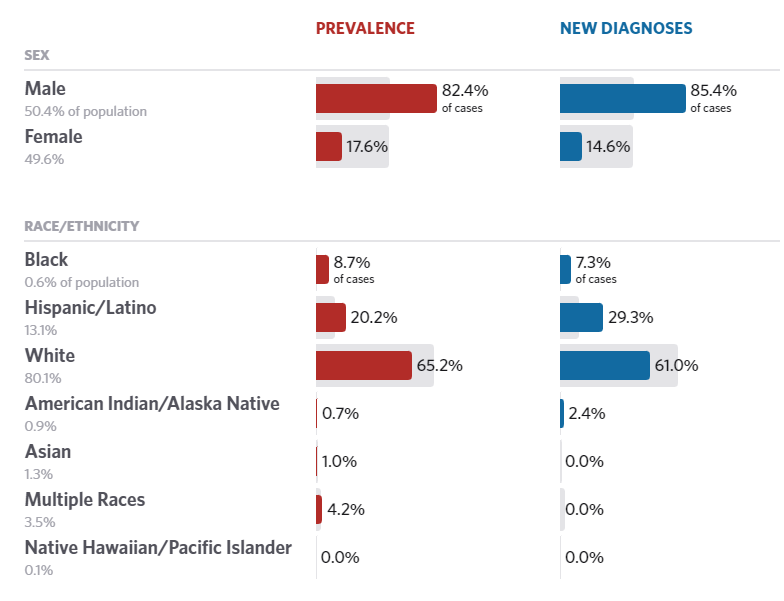 PREVALENCE NEW DIAGNOSES
SEX
Male
50.4% of population
82.4%
of cases
85.4%
of cases
Female
49.6%
17.6%
14.6%
RACE/ETHNICITY
Black
0.6% of population
8.7%
of cases
7.3%
of cases
Hispanic/Latino
13.1%
20.2%
29.3%
White
80.1%
65.2%
61.0%
American Indian/Alaska Native
0.9%
0.7%
2.4%
Asian
1.3%
1.0%
0.0%
Multiple Races
3.5%
4.2%
0.0%
Native Hawaiian/Pacific Islander
0.1%
0.0%
0.0%